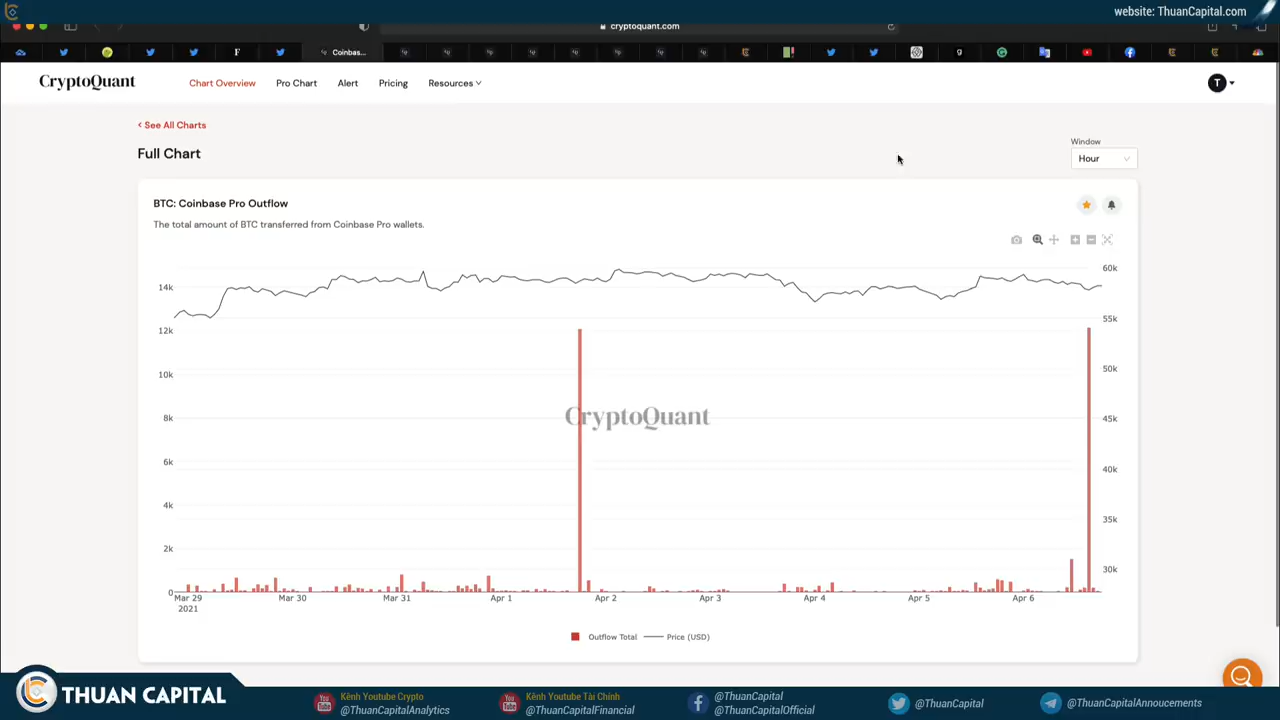 website: ThuanCapital.com
cryptoquant.com
Coinbas...
CryptoQuant
Chart Overview
Pro Chart
Alert
Pricing
Resources
T
< See All Charts
Full Chart
Window
Hour
BTC: Coinbase Pro Outflow
The total amount of BTC transferred from Coinbase Pro wallets.
14k
12k
10k
8k
6k
4k
2k
0
60k
55k
50k
45k
40k
35k
30k
CryptoQuant
Mar 29
2021
Mar 30
Mar 31
Apr 1
Apr 2
Apr 3
Apr 4
Apr 5
Apr 6
Outflow Total
Price (USD)
THUAN CAPITAL
Kênh Youtube Crypto
@ThuanCapitalAnalytics
Kênh Youtube Tài Chính
@ThuanCapitalFinancial
@ThuanCapital
@ThuanCapitalOfficial
@ThuanCapital
@ThuanCapitalAnnoucements